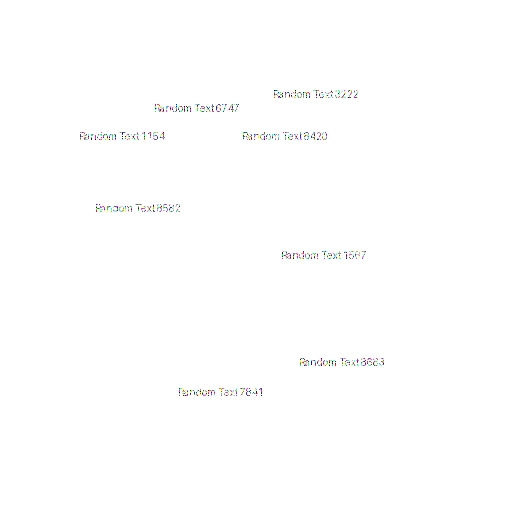 Random Text3222
Random Text6747
Random Text1154
Random Text8420
Random Text8582
Random Text1597
Random Text8683
Random Text7841